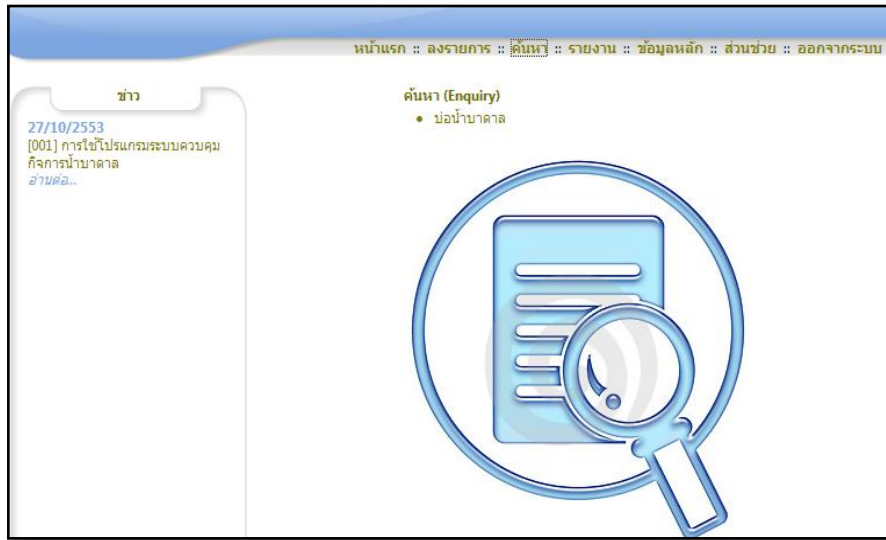 หน้าแรก :: ลงรายการ :: ค้นหา :: รายงาน :: ข้อมูลหลัก :: ส่วนช่วย :: ออกจากระบบ
ข่าว
27/10/2553
[001] การใช้โปรแกรมระบบควบคุม
กิจการน้ำบาดาล
อ่านต่อ...
ค้นหา (Enquiry)
• บ่อน้ำบาดาล